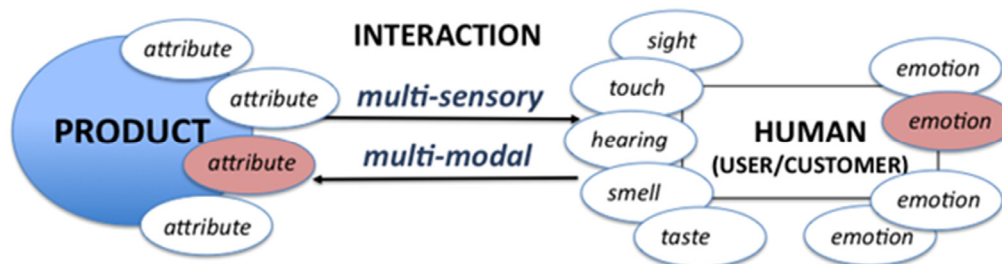 attribute
attribute
PRODUCT
attribute
attribute
INTERACTION
multi-sensory
multi-modal
sight
touch
hearing
smell
taste
HUMAN
(USER/CUSTOMER)
emotion
emotion
emotion
emotion